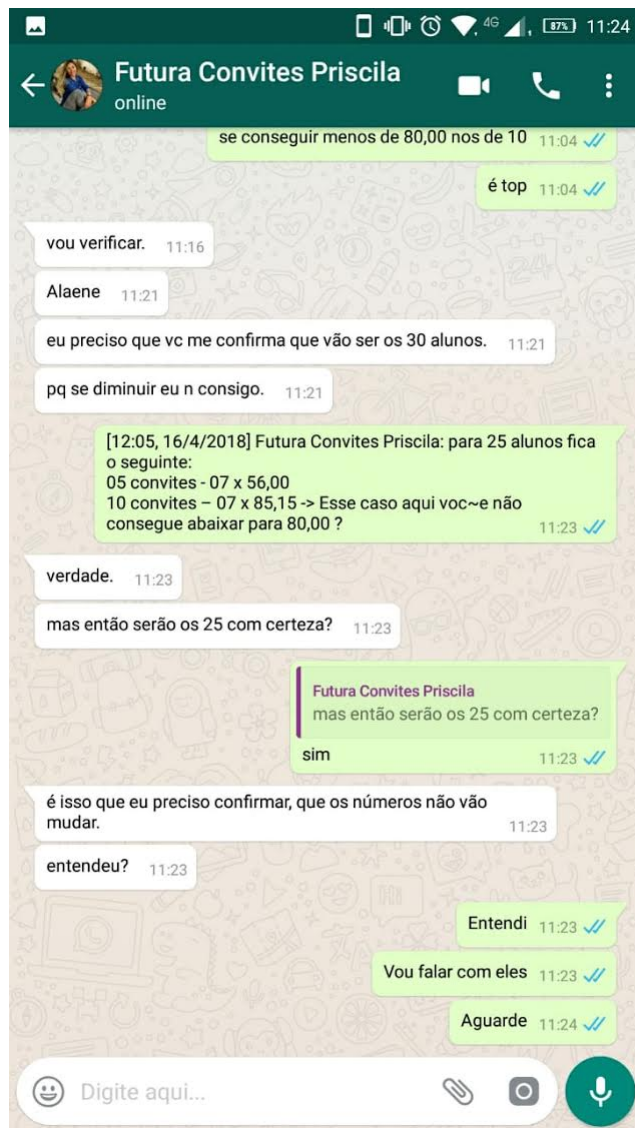 4G 87% 11:24
Futura Convites Priscila
online
se conseguir menos de 80,00 nos de 10 11:04
é top 11:04
vou verificar. 11:16
Alaene 11:21
eu preciso que vc me confirma que vão ser os 30 alunos. 11:21
pq se diminuir eu n consigo. 11:21
[12:05, 16/4/2018] Futura Convites Priscila: para 25 alunos fica
o seguinte:
05 convites - 07 x 56,00
10 convites – 07 x 85,15 -> Esse caso aqui voc~e não
consegue abaixar para 80,00 ? 11:23
verdade. 11:23
mas então serão os 25 com certeza? 11:23
Futura Convites Priscila
mas então serão os 25 com certeza?
sim 11:23
é isso que eu preciso confirmar, que os números não vão
mudar. 11:23
entendeu? 11:23
Entendi 11:23
Vou falar com eles 11:23
Aguarde 11:24
Digite aqui...